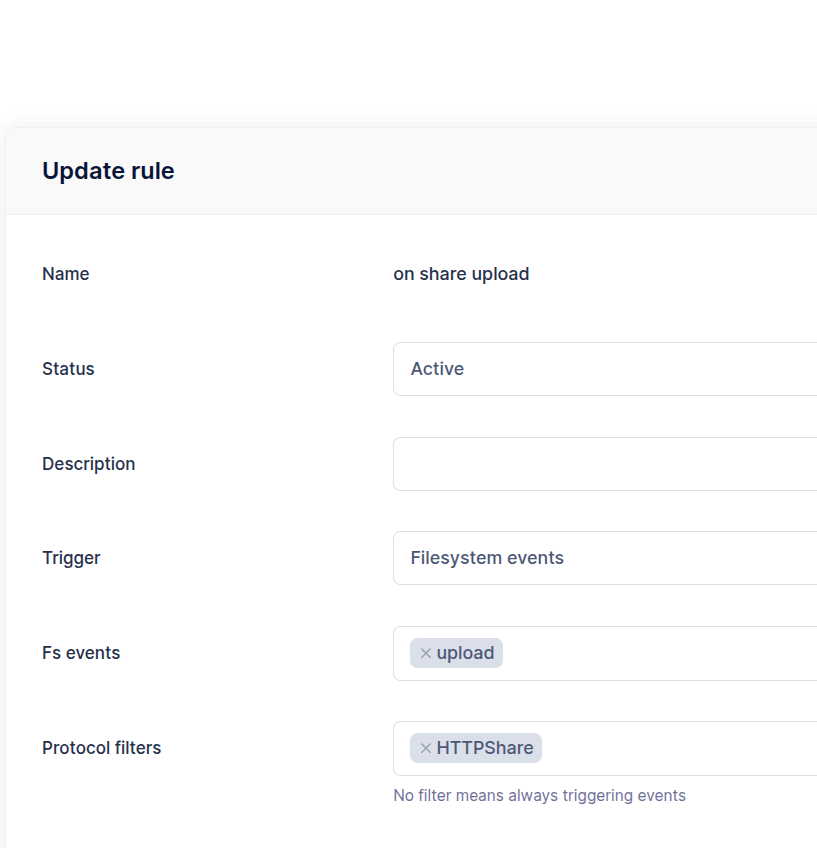 Update rule
Name
on share upload
Status
Active
Description
Trigger
Filesystem events
Fs events
× upload
Protocol filters
× HTTPShare
No filter means always triggering events